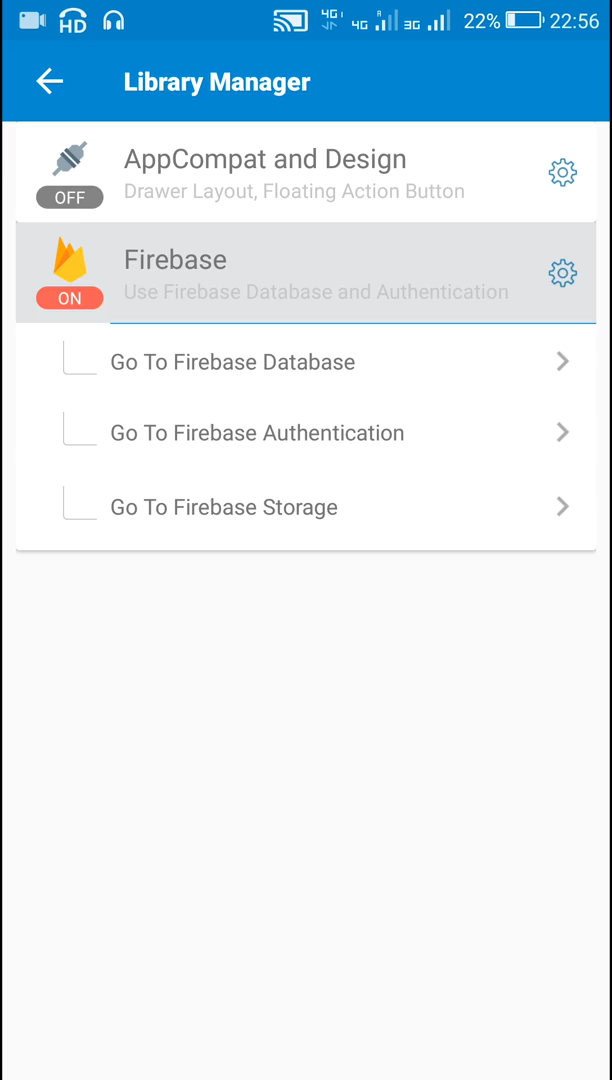 HD 4G 4G R 3G 22% 22:56
Library Manager
AppCompat and Design
Drawer Layout, Floating Action Button
OFF
Firebase
Use Firebase Database and Authentication
ON
Go To Firebase Database
Go To Firebase Authentication
Go To Firebase Storage